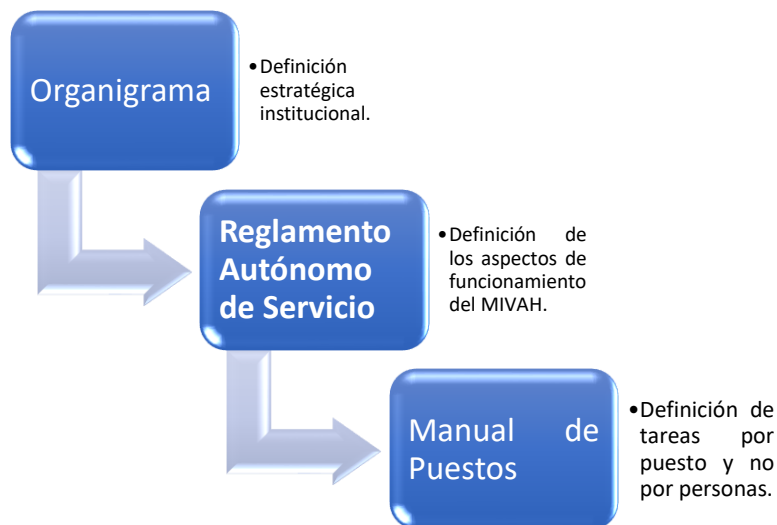 Organigrama
•Definición
estratégica
institucional.
Reglamento
Autónomo
de Servicio
•Definición de
los aspectos de
funcionamiento
del MIVAH.
Manual de
Puestos
•Definición de
tareas por
puesto y no
por personas.